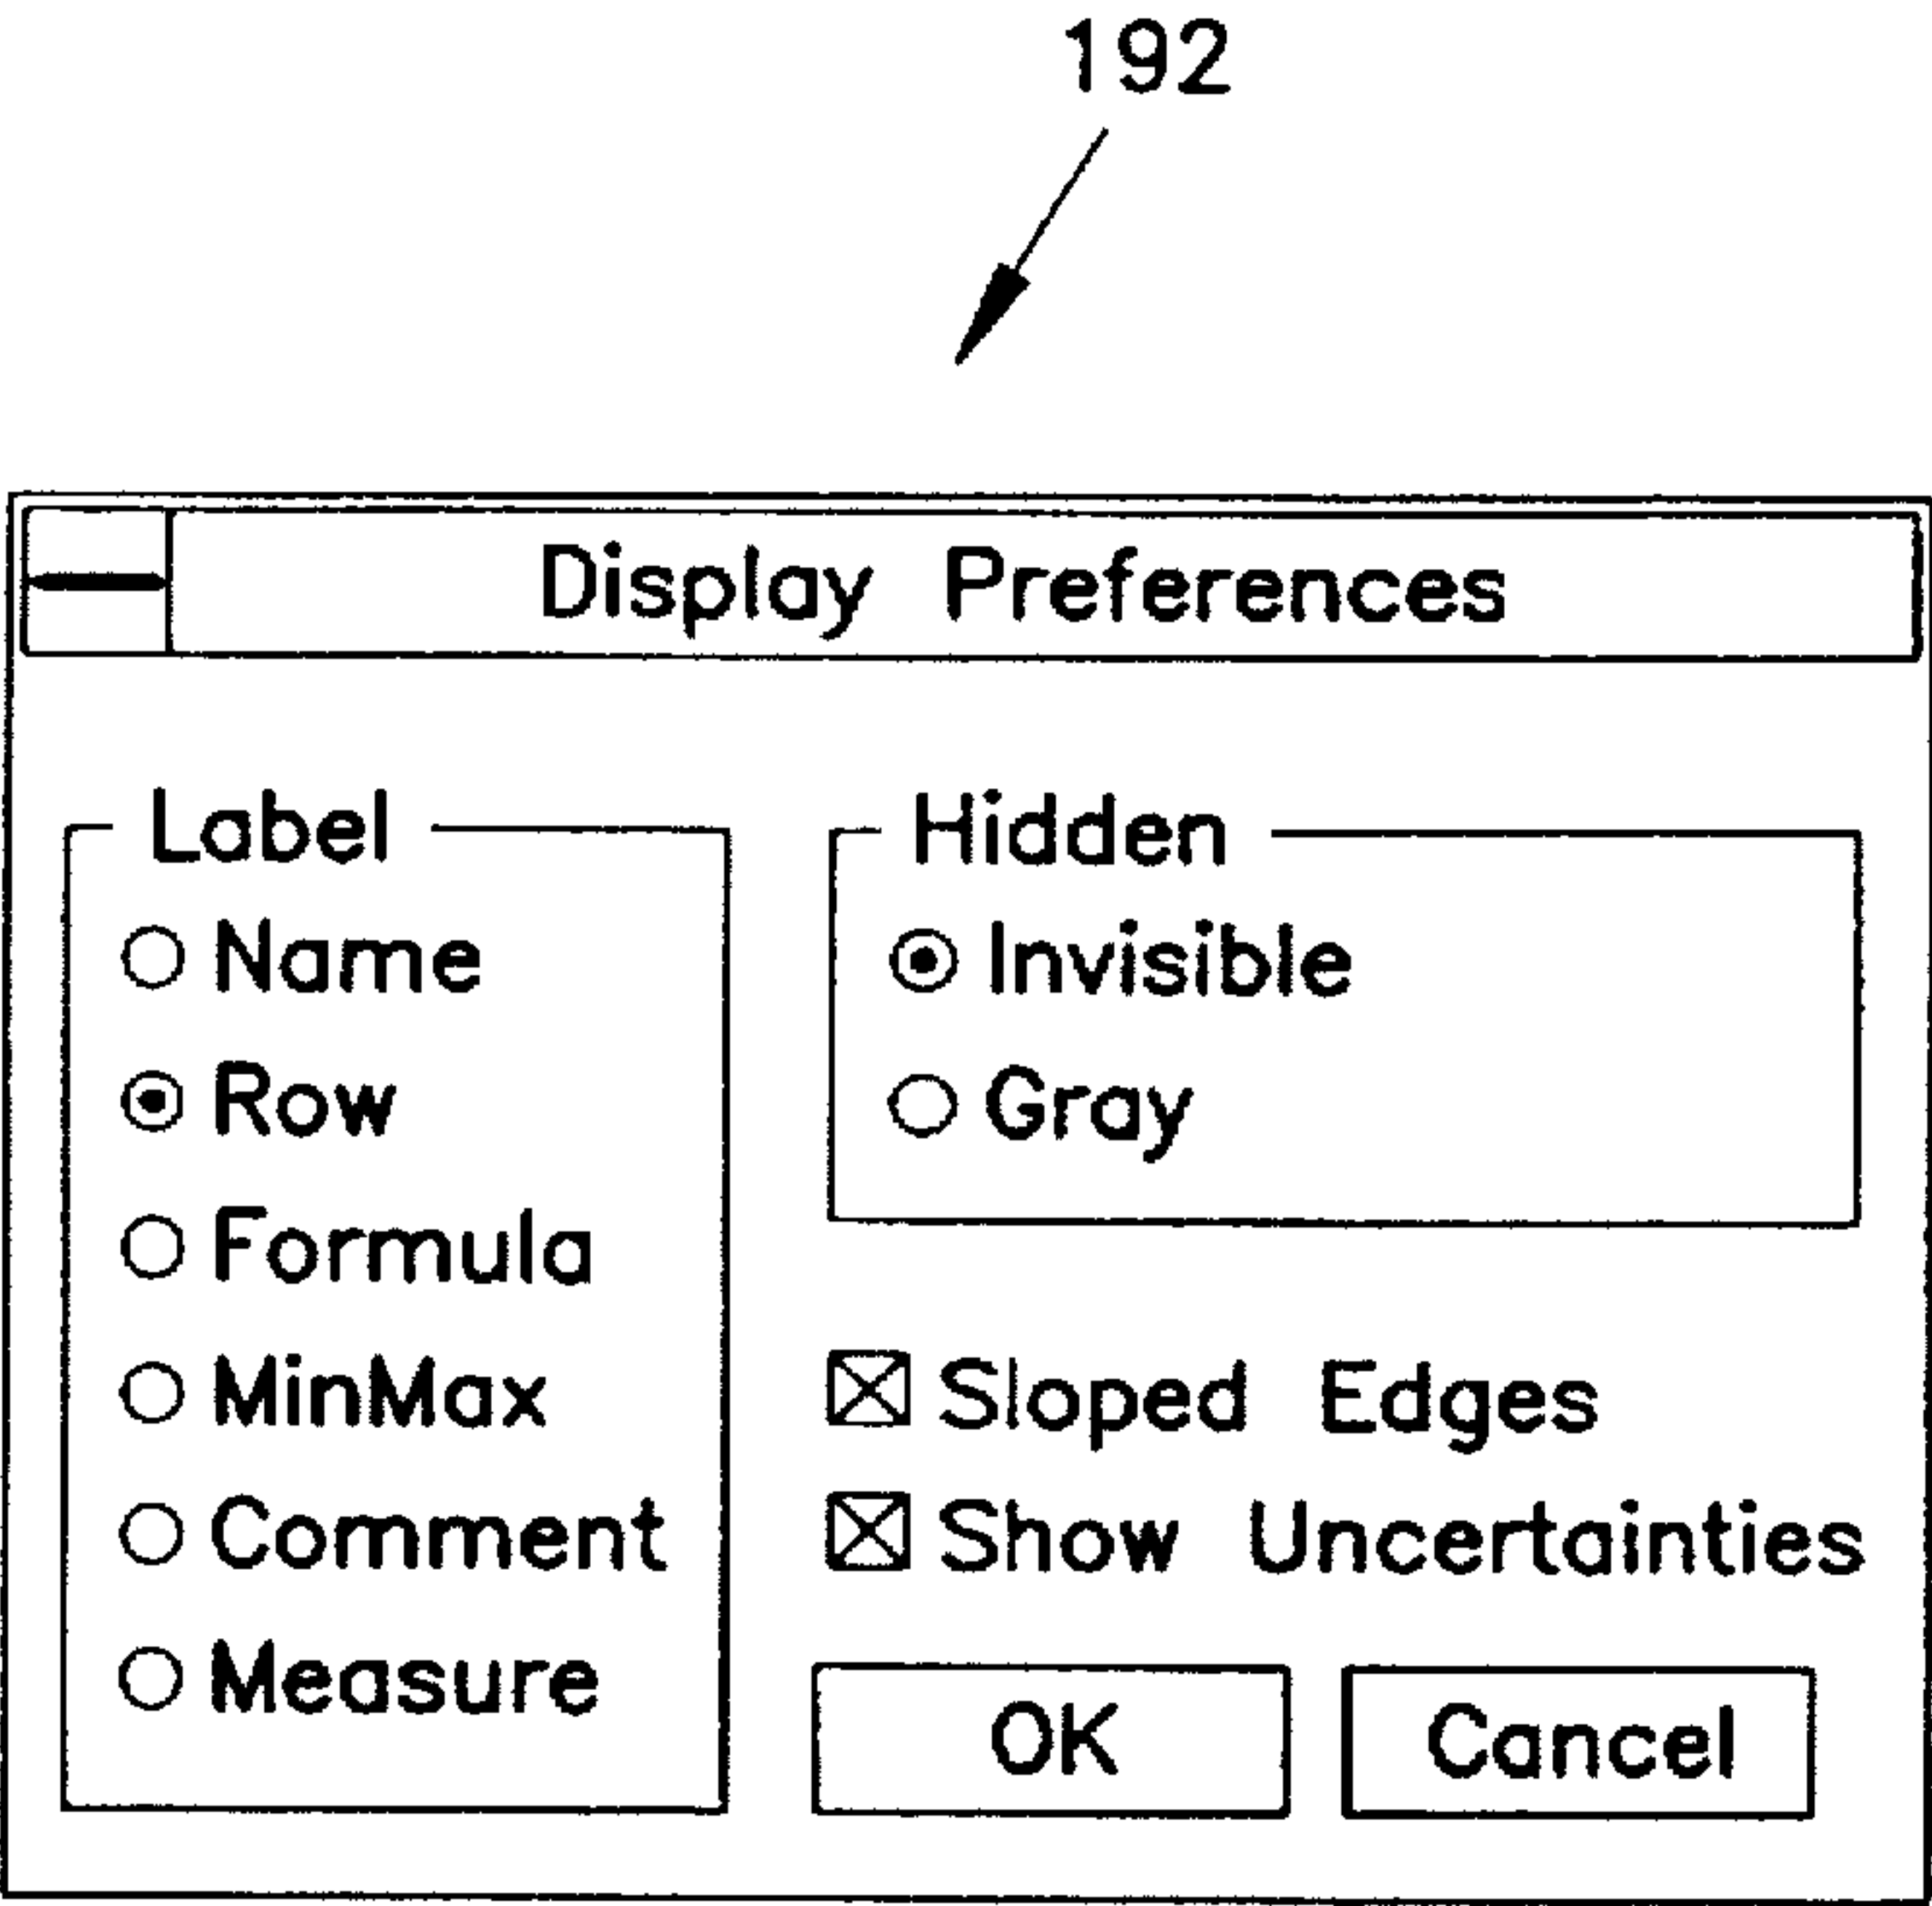 192
Display Preferences
Label
Name
Row
Formula
MinMax
Comment
Measure
Hidden
Invisible
Gray
Sloped Edges
Show Uncertainties
OK
Cancel